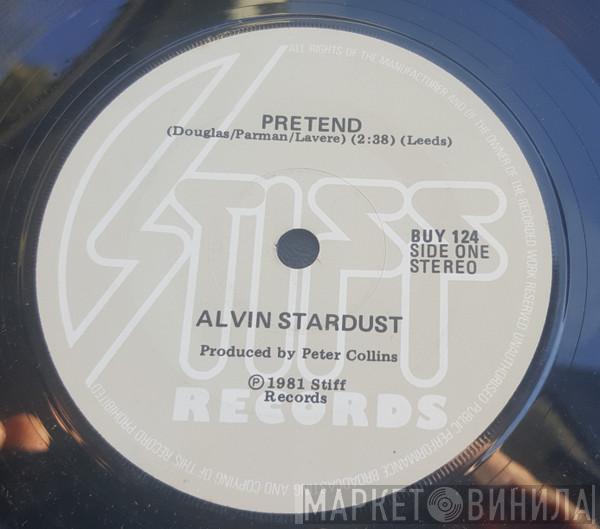 ALL RIGHTS OF THE MANUFACTURER AND OF THE OWNER OF THE RECORDED WORK RESERVED UNAUTHORISED PUBLIC PERFORMANCE BROADCASTING AND COPYING OF THIS RECORD PROHIBITED
PRETEND
(Douglas/Parman/Lavere) (2:38) (Leeds)
STIFF
BUY 124
SIDE ONE
STEREO
ALVIN STARDUST
Produced by Peter Collins
℗ 1981 Stiff
Records
RECORDS
МАРКЕТ ВИНИЛА